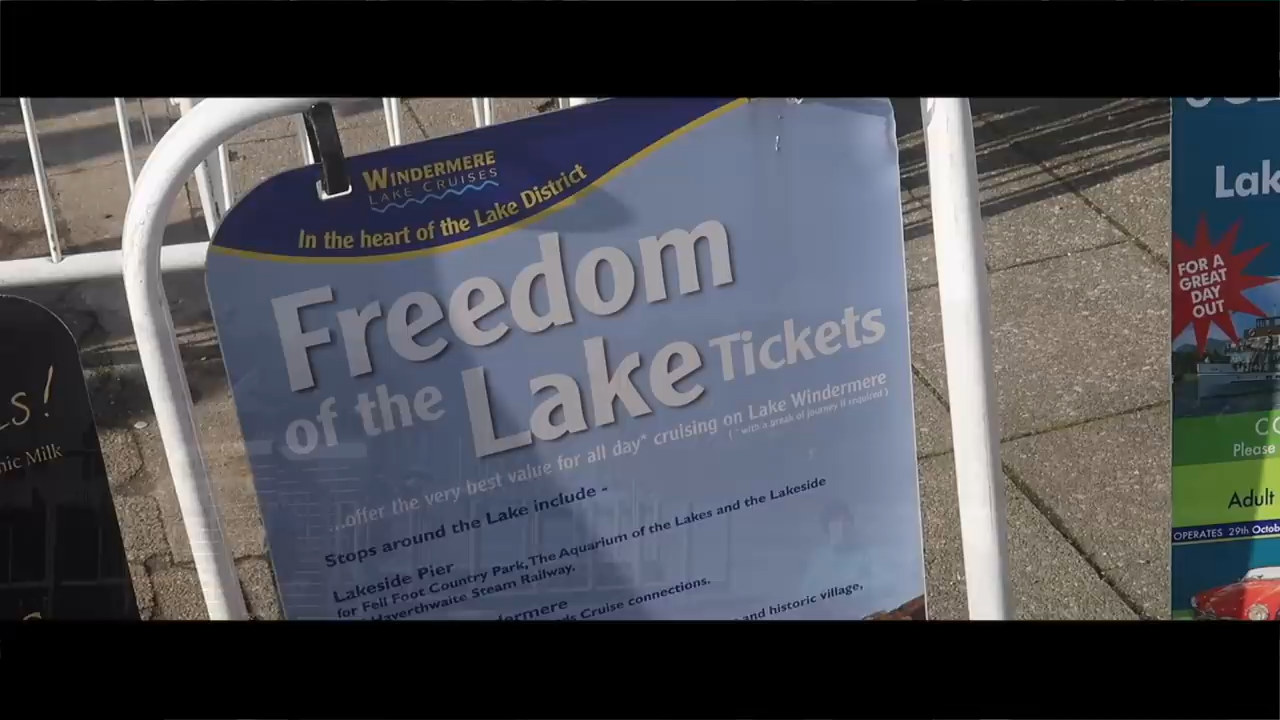 WINDERMERE
LAKE CRUISES
In the heart of the Lake District
Freedom
of the Lake Tickets
...offer the very best value for all day* cruising on Lake Windermere
( * with a break of journey if required )
Stops around the Lake include -
Lakeside Pier
for Fell Foot Country Park, The Aquarium of the Lakes and the Lakeside
Haverthwaite Steam Railway.
Cruise connections.
and historic village,
s!
nic Milk
Lak
FOR A
GREAT
DAY
OUT
Please
Adult
OPERATES 29th Octob